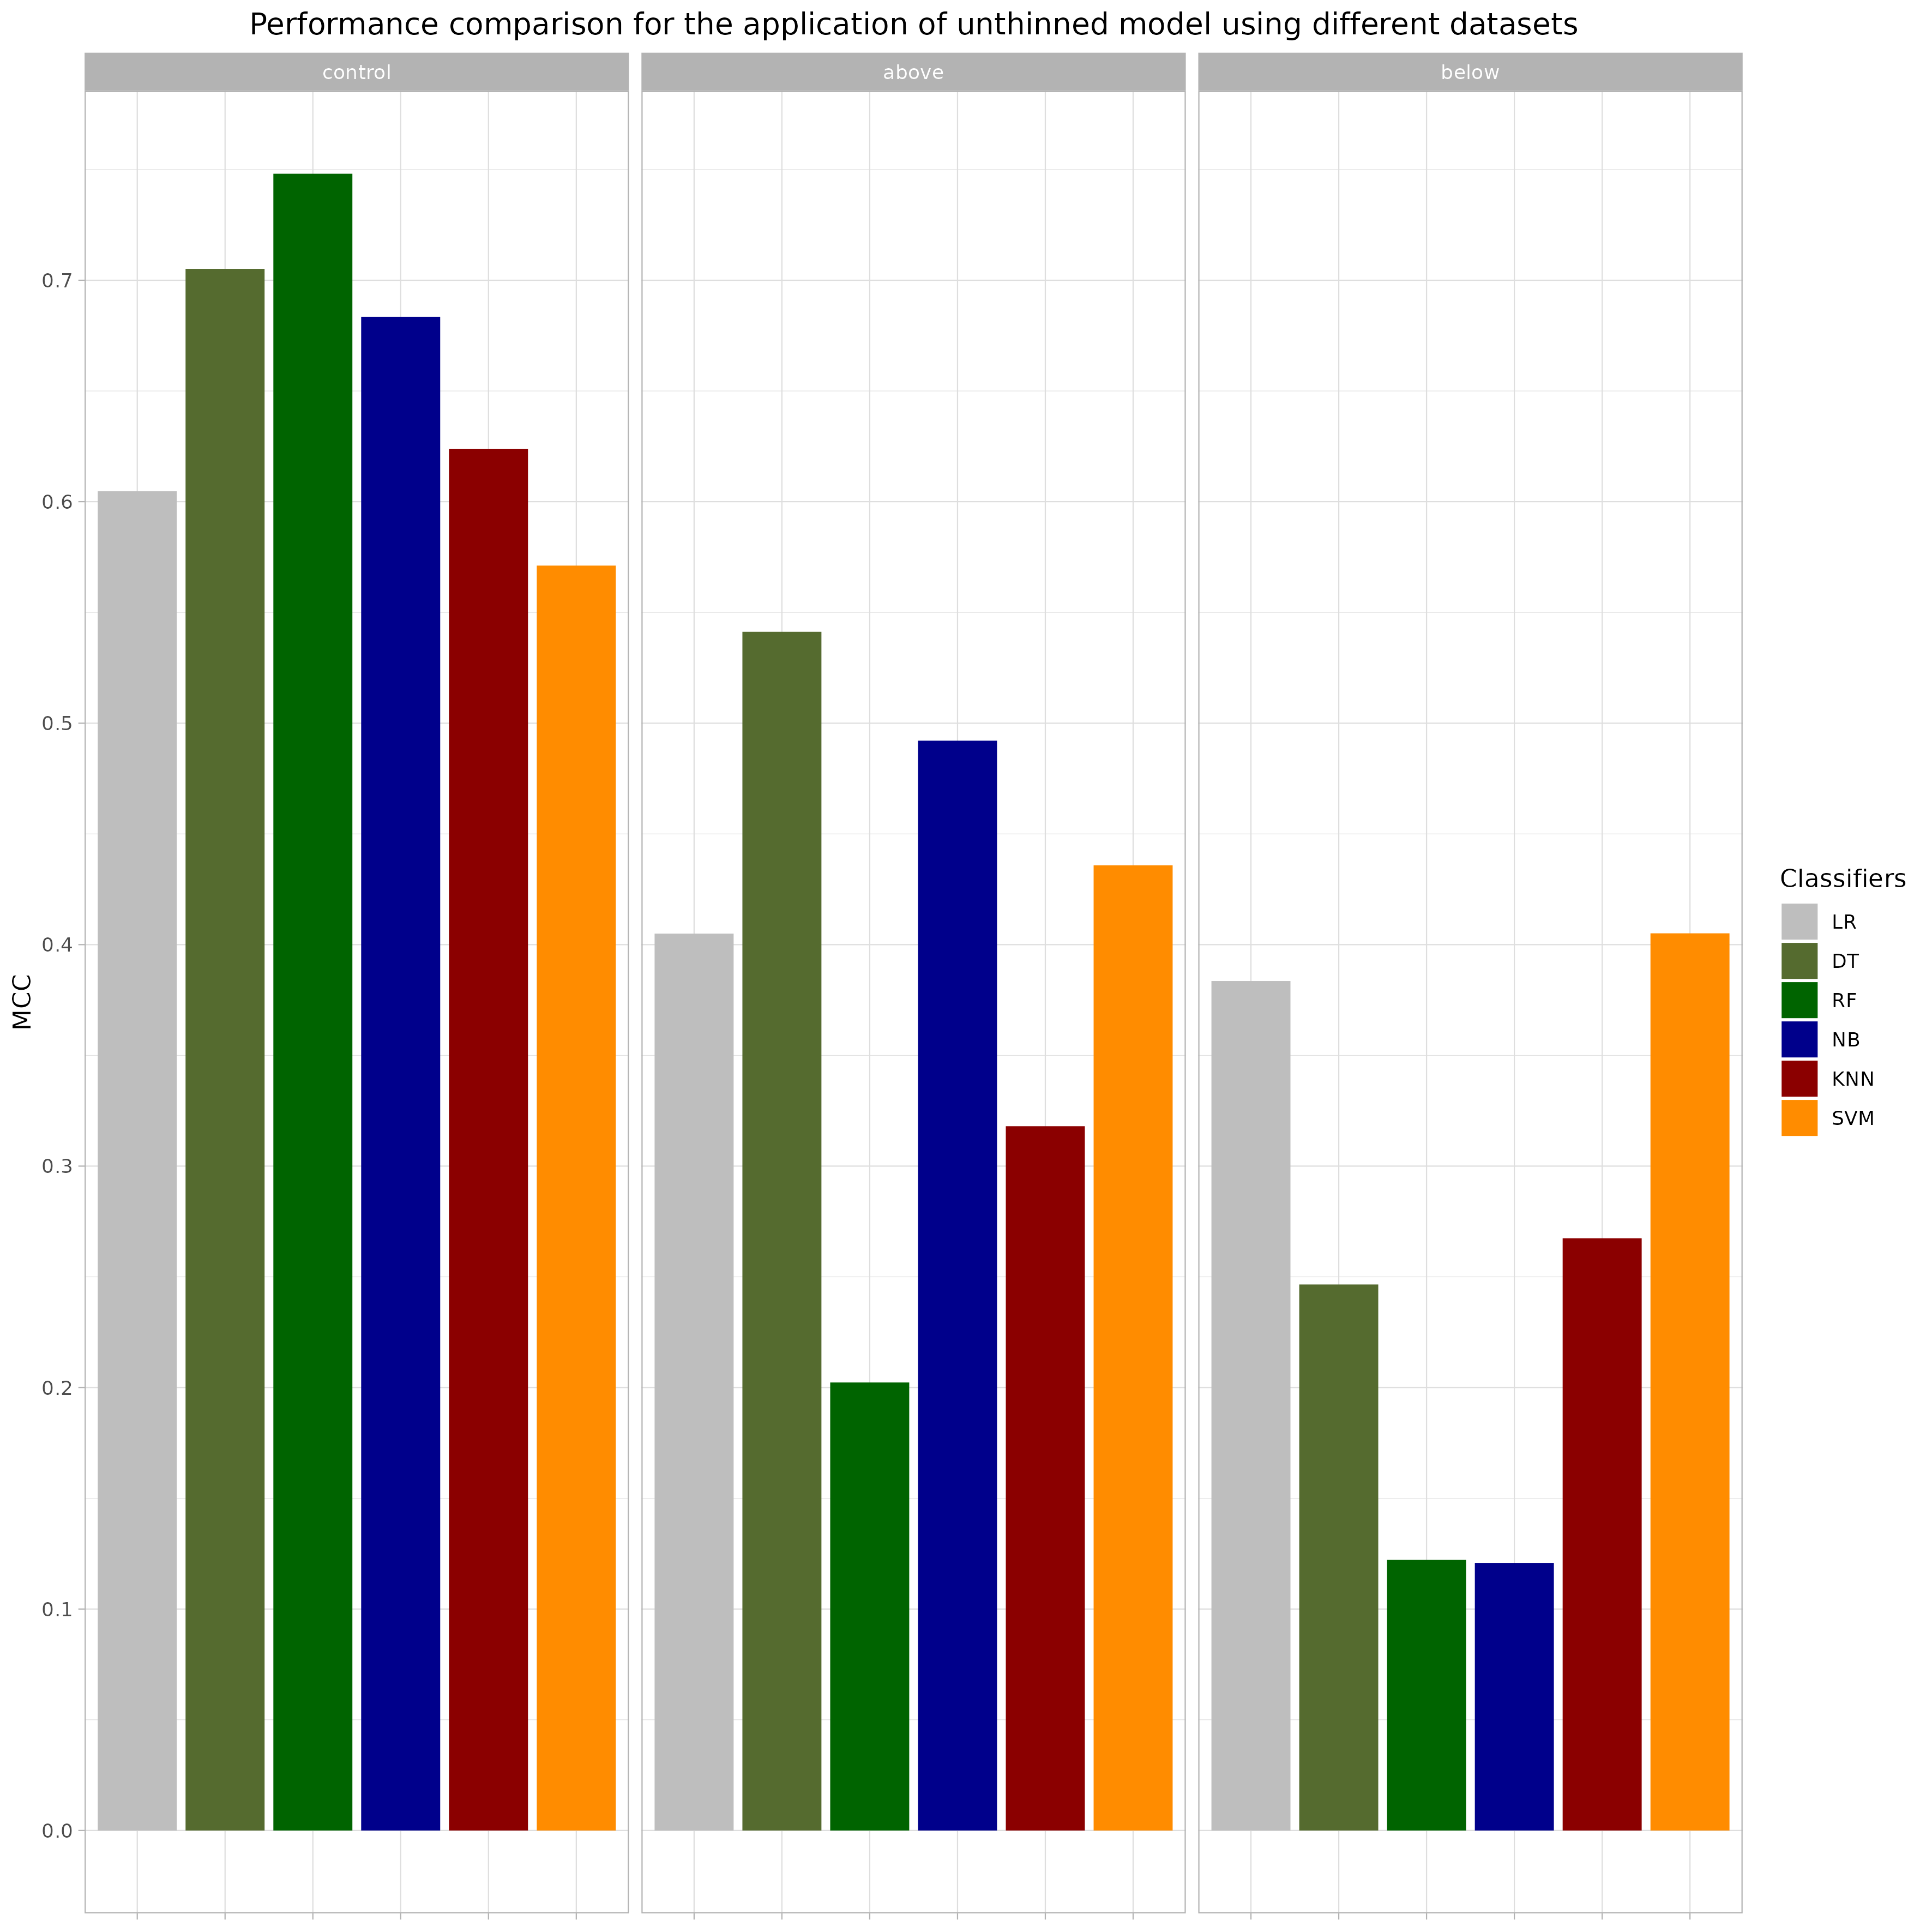 Performance comparison for the application of unthinned model using different datasets
control
above
below
0.7
0.6
0.5
0.4
0.3
0.2
0.1
0.0
MCC
Classifiers
LR
DT
RF
NB
KNN
SVM